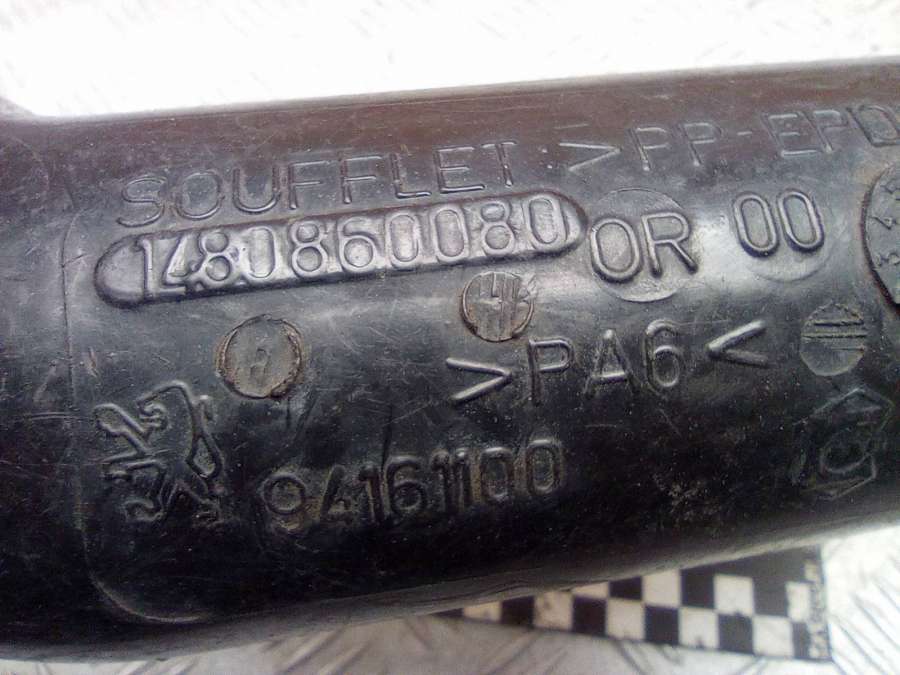 SOUFFLET >PP-EPD
1480860080 OR 00
>PA6<
94161100